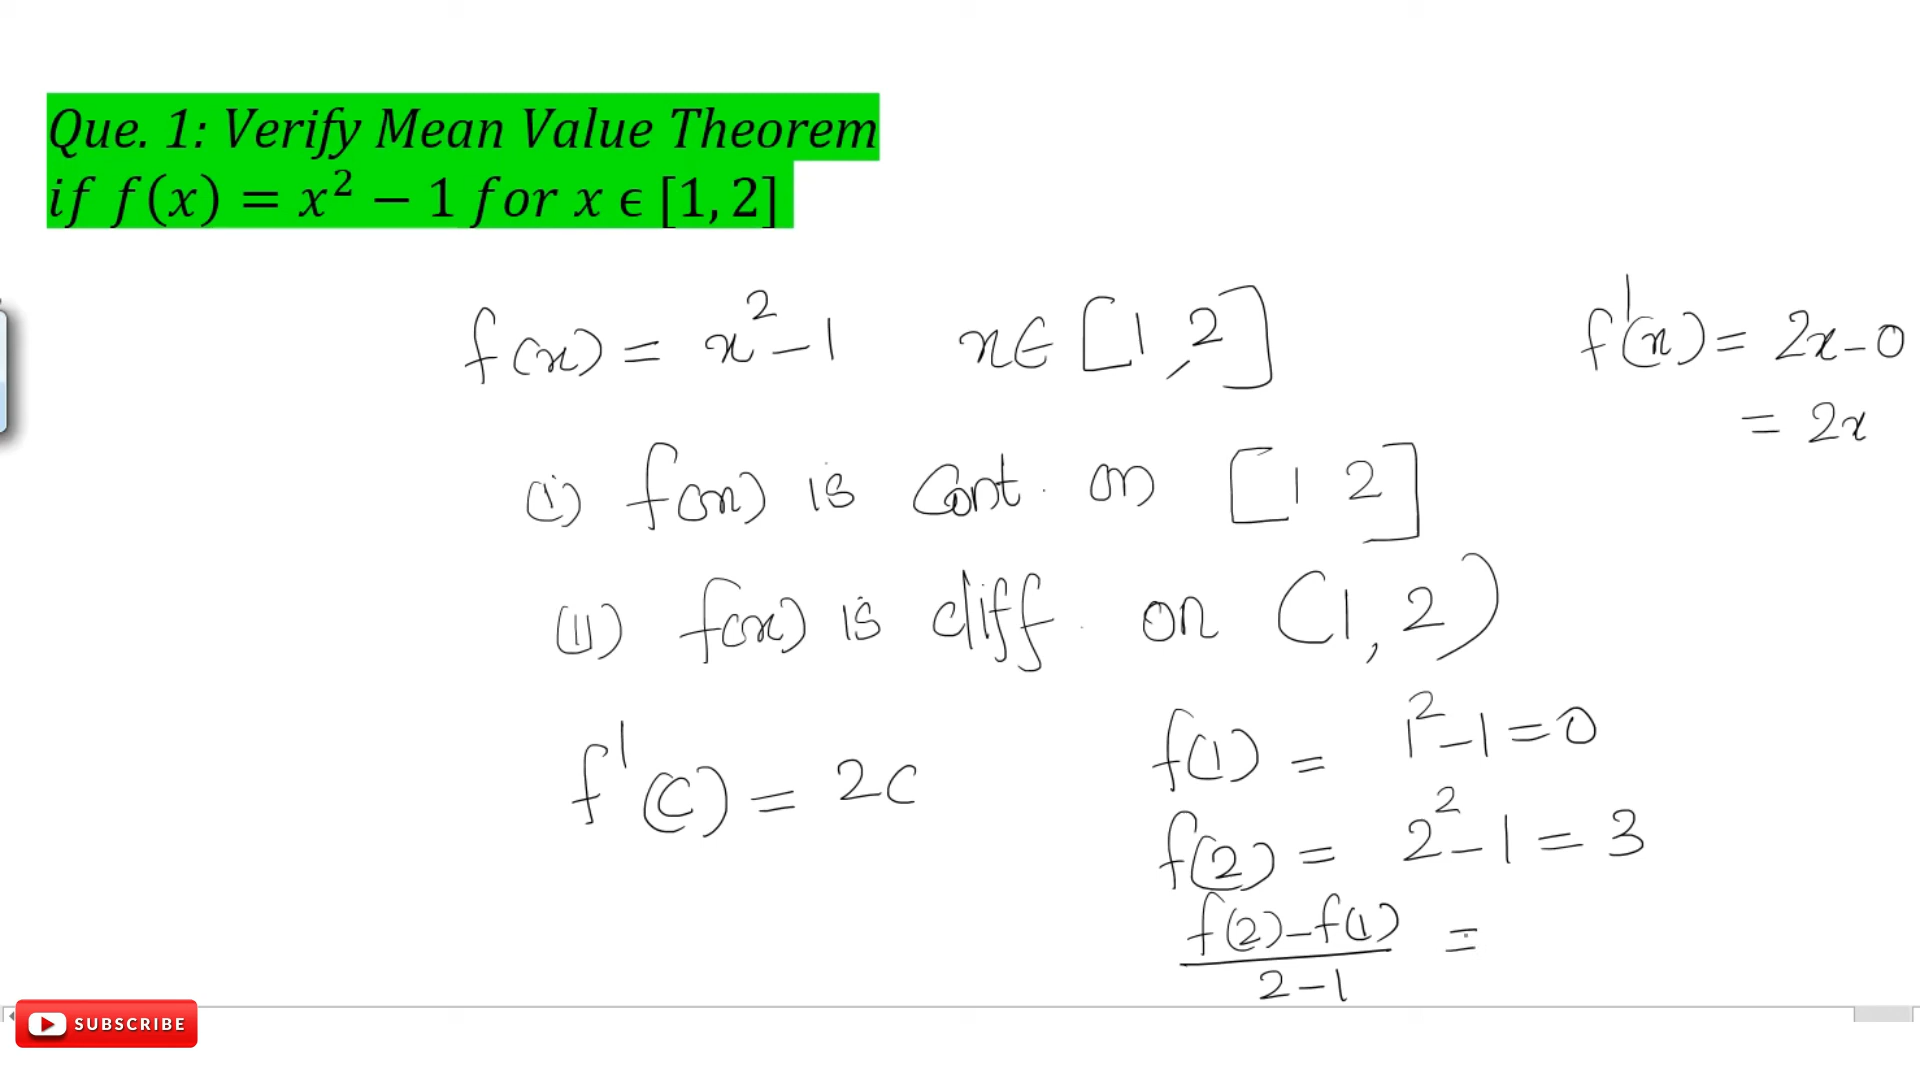 Que. 1: Verify Mean Value Theorem
if f(x) = x² − 1 for x ϵ [1, 2]
f(x) = x² − 1 x ∈ [1, 2]
f'(x) = 2x − 0
= 2x
(i) f(x) is Cont. on [1 2]
(ii) f(x) is diff. on (1, 2)
f'(c) = 2c
f(1) = 1² − 1 = 0
f(2) = 2² − 1 = 3
f(2) − f(1) =
2 − 1
SUBSCRIBE